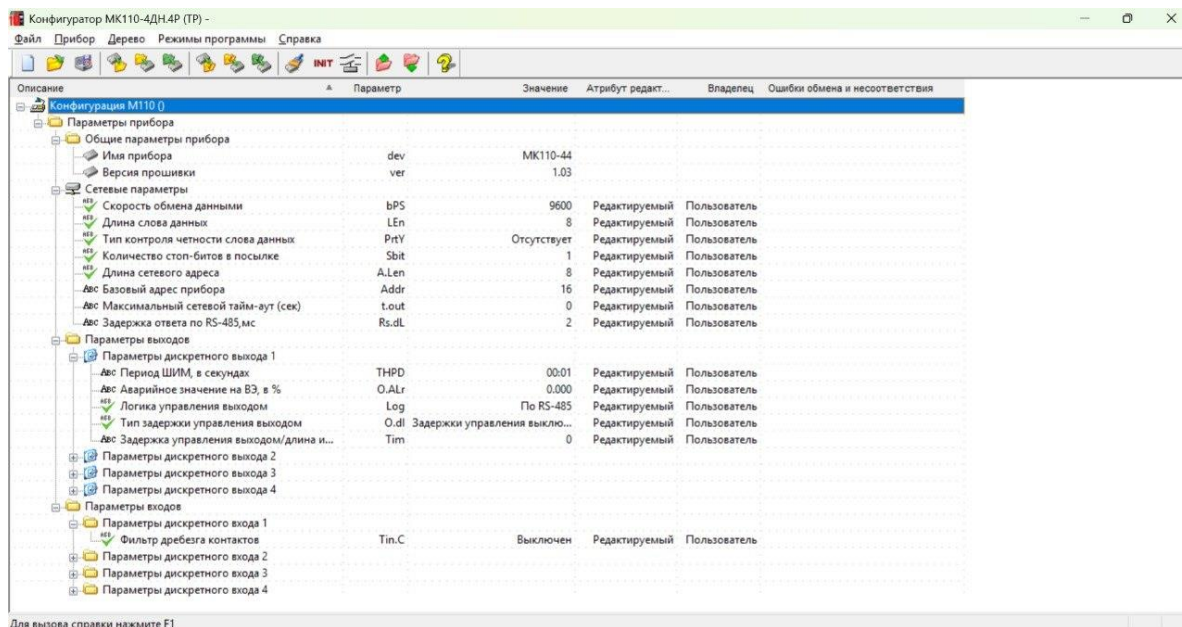 Конфигуратор МК110-4ДН.4Р (ТР) -
Файл Прибор Дерево Режимы программы Справка
INIT
Описание Параметр Значение Атрибут редакт... Владелец Ошибки обмена и несоответствия
Конфигурация М110 ()
Параметры прибора
Общие параметры прибора
Имя прибора dev МК110-44
Версия прошивки ver 1.03
Сетевые параметры
Скорость обмена данными bPS 9600 Редактируемый Пользователь
Длина слова данных LEn 8 Редактируемый Пользователь
Тип контроля четности слова данных PrtY Отсутствует Редактируемый Пользователь
Количество стоп-битов в посылке Sbit 1 Редактируемый Пользователь
Длина сетевого адреса A.Len 8 Редактируемый Пользователь
Авс Базовый адрес прибора Addr 16 Редактируемый Пользователь
Авс Максимальный сетевой тайм-аут (сек) t.out 0 Редактируемый Пользователь
Авс Задержка ответа по RS-485,мс Rs.dL 2 Редактируемый Пользователь
Параметры выходов
Параметры дискретного выхода 1
Авс Период ШИМ, в секундах THPD 00:01 Редактируемый Пользователь
Авс Аварийное значение на ВЭ, в % O.ALr 0.000 Редактируемый Пользователь
Логика управления выходом Log По RS-485 Редактируемый Пользователь
Тип задержки управления выходом O.dl Задержки управления выклю... Редактируемый Пользователь
Авс Задержка управления выходом/длина и... Tim 0 Редактируемый Пользователь
Параметры дискретного выхода 2
Параметры дискретного выхода 3
Параметры дискретного выхода 4
Параметры входов
Параметры дискретного входа 1
Фильтр дребезга контактов Tin.C Выключен Редактируемый Пользователь
Параметры дискретного входа 2
Параметры дискретного входа 3
Параметры дискретного входа 4
Для вызова справки нажмите F1